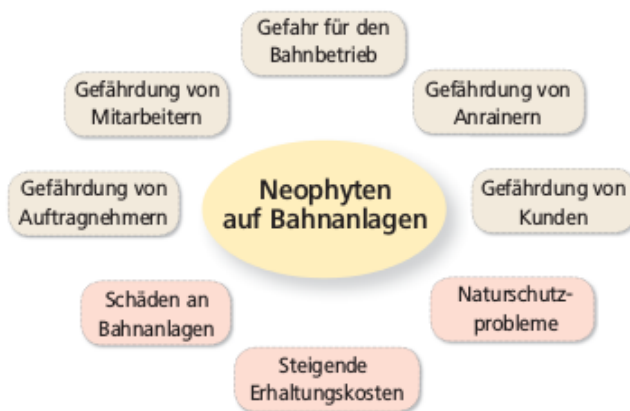 Gefahr für den
Bahnbetrieb
Gefährdung von
Mitarbeitern
Gefährdung von
Anrainern
Gefährdung von
Auftragnehmern
Neophyten
auf Bahnanlagen
Gefährdung von
Kunden
Schäden an
Bahnanlagen
Naturschutz-
probleme
Steigende
Erhaltungskosten